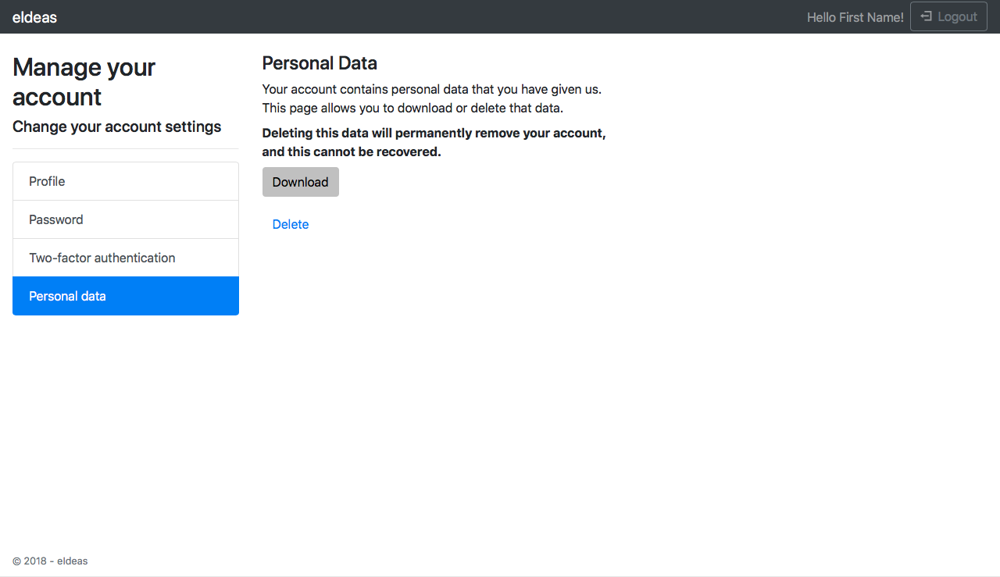 eIdeas
Hello First Name!
Logout
Manage your
account
Change your account settings
Profile
Password
Two-factor authentication
Personal data
Personal Data
Your account contains personal data that you have given us.
This page allows you to download or delete that data.
Deleting this data will permanently remove your account,
and this cannot be recovered.
Download
Delete
© 2018 - eIdeas